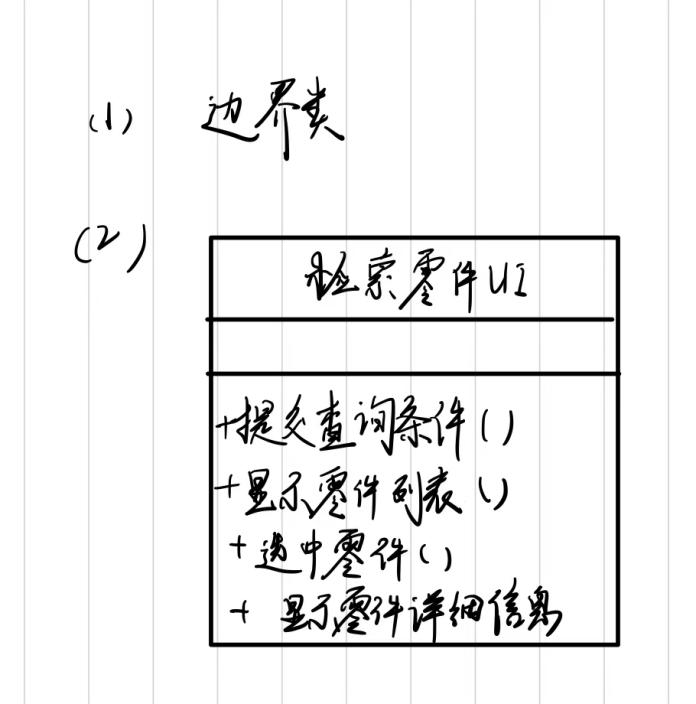 (1) 边界类
(2)
检索零件UI
+提交查询条件()
+显示零件列表()
+选中零件()
+ 显示零件详细信息